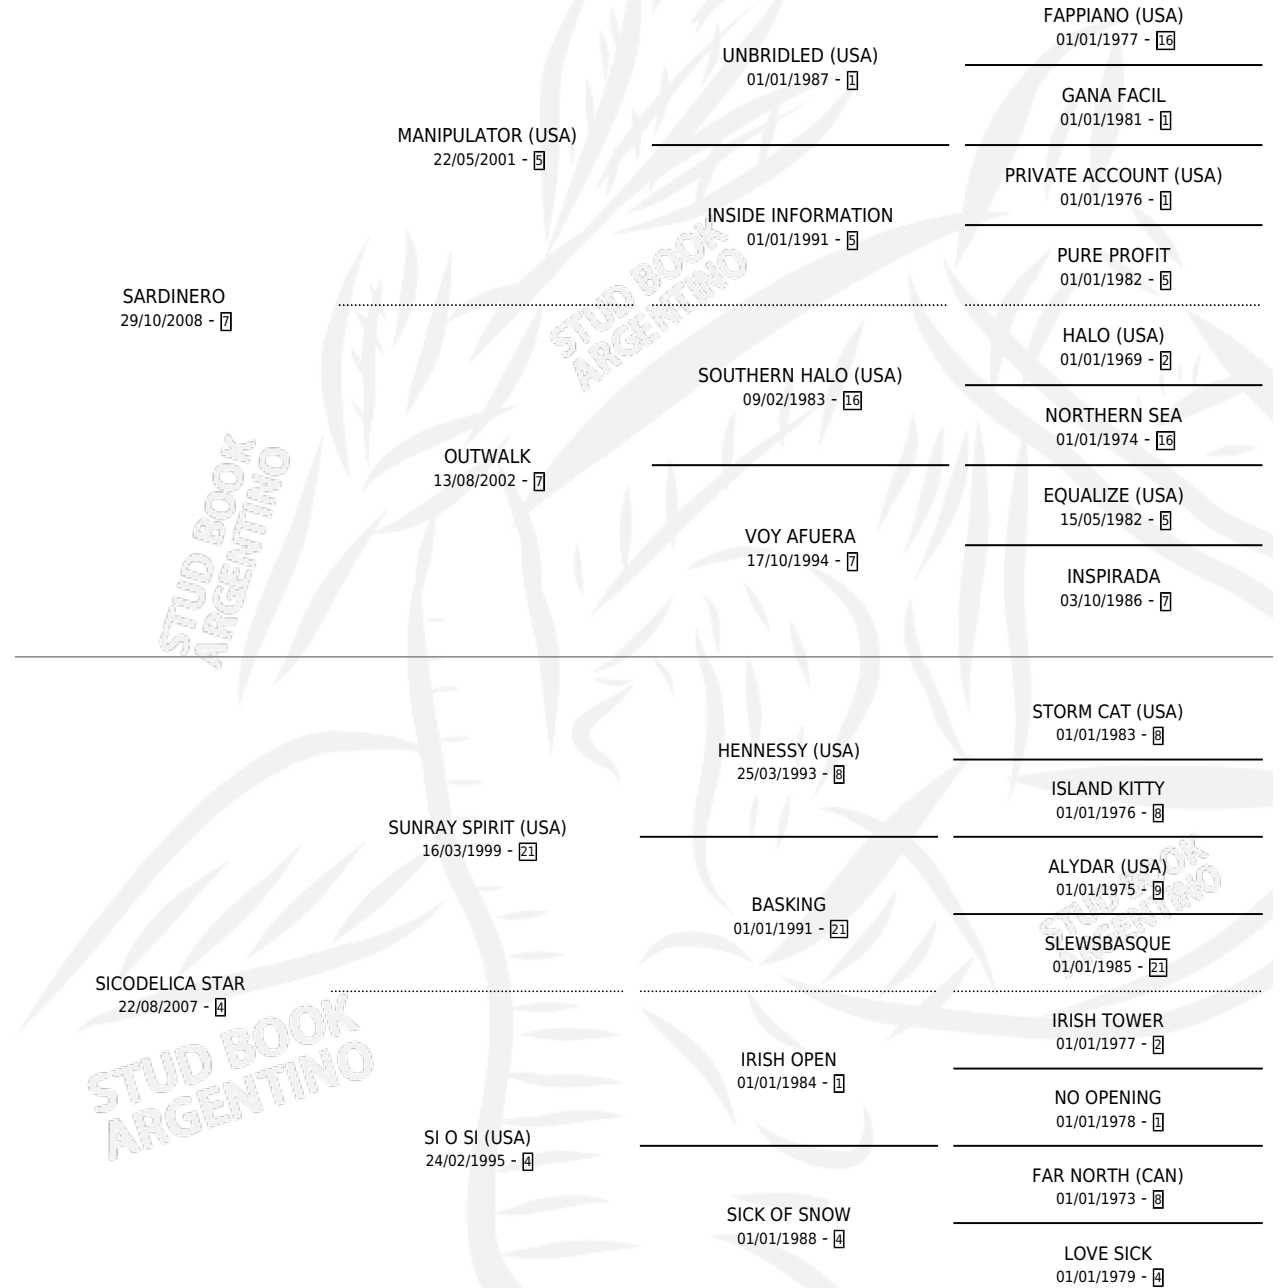 FAPPIANO (USA)
01/01/1977 - 16
UNBRIDLED (USA)
01/01/1987 - 1
GANA FACIL
01/01/1981 - 1
MANIPULATOR (USA)
22/05/2001 - 5
PRIVATE ACCOUNT (USA)
01/01/1976 - 1
INSIDE INFORMATION
01/01/1991 - 5
PURE PROFIT
01/01/1982 - 5
SARDINERO
29/10/2008 - 7
HALO (USA)
01/01/1969 - 2
SOUTHERN HALO (USA)
09/02/1983 - 16
NORTHERN SEA
01/01/1974 - 16
OUTWALK
13/08/2002 - 7
EQUALIZE (USA)
15/05/1982 - 5
VOY AFUERA
17/10/1994 - 7
INSPIRADA
03/10/1986 - 7
STORM CAT (USA)
01/01/1983 - 8
HENNESSY (USA)
25/03/1993 - 8
ISLAND KITTY
01/01/1976 - 8
SUNRAY SPIRIT (USA)
16/03/1999 - 21
ALYDAR (USA)
01/01/1975 - 9
BASKING
01/01/1991 - 21
SLEWSBASQUE
01/01/1985 - 21
SICODELICA STAR
22/08/2007 - 4
IRISH TOWER
01/01/1977 - 2
IRISH OPEN
01/01/1984 - 1
NO OPENING
01/01/1978 - 1
SI O SI (USA)
24/02/1995 - 4
FAR NORTH (CAN)
01/01/1973 - 8
SICK OF SNOW
01/01/1988 - 4
LOVE SICK
01/01/1979 - 4
STUD BOOK
ARGENTINO
STUD BOOK
ARGENTINO
STUD BOOK
ARGENTINO
STUD BOOK
ARGENTINO